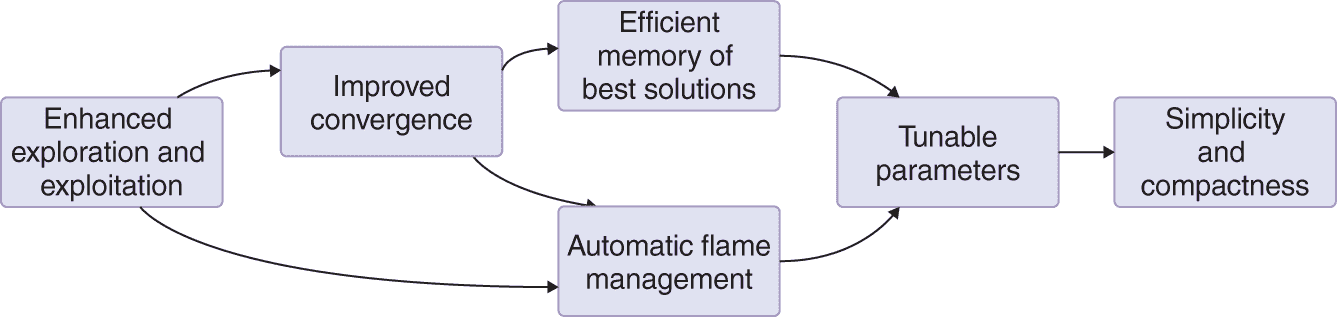 Enhanced
exploration and
exploitation
Improved
convergence
Efficient
memory of
best solutions
Automatic flame
management
Tunable
parameters
Simplicity
and
compactness